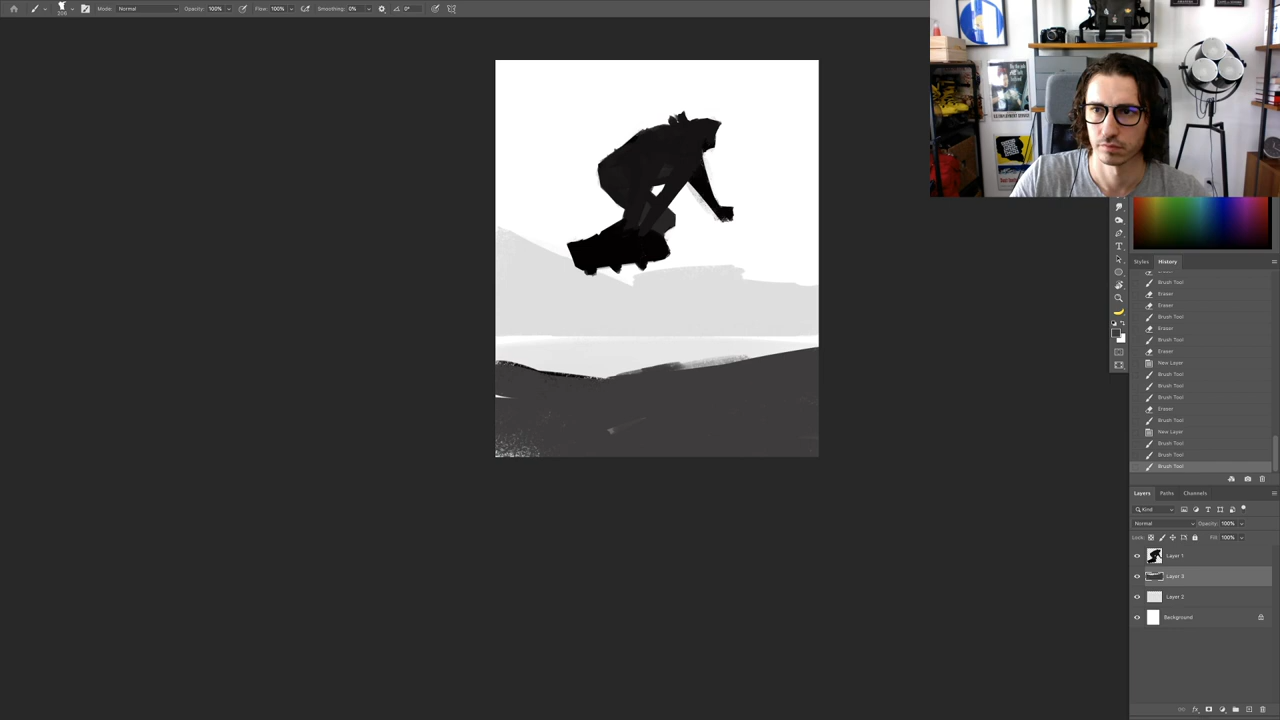 Mode: Normal Opacity: 100% Flow: 100% Smoothing: 0% 0°
Styles History
Eraser
Brush Tool
Eraser
Eraser
Brush Tool
Eraser
Brush Tool
Eraser
New Layer
Brush Tool
Brush Tool
Brush Tool
Eraser
Brush Tool
New Layer
Brush Tool
Brush Tool
Brush Tool
Layers Paths Channels
Kind
Normal Opacity: 100%
Lock: Fill: 100%
Layer 1
Layer 3
Layer 2
Background